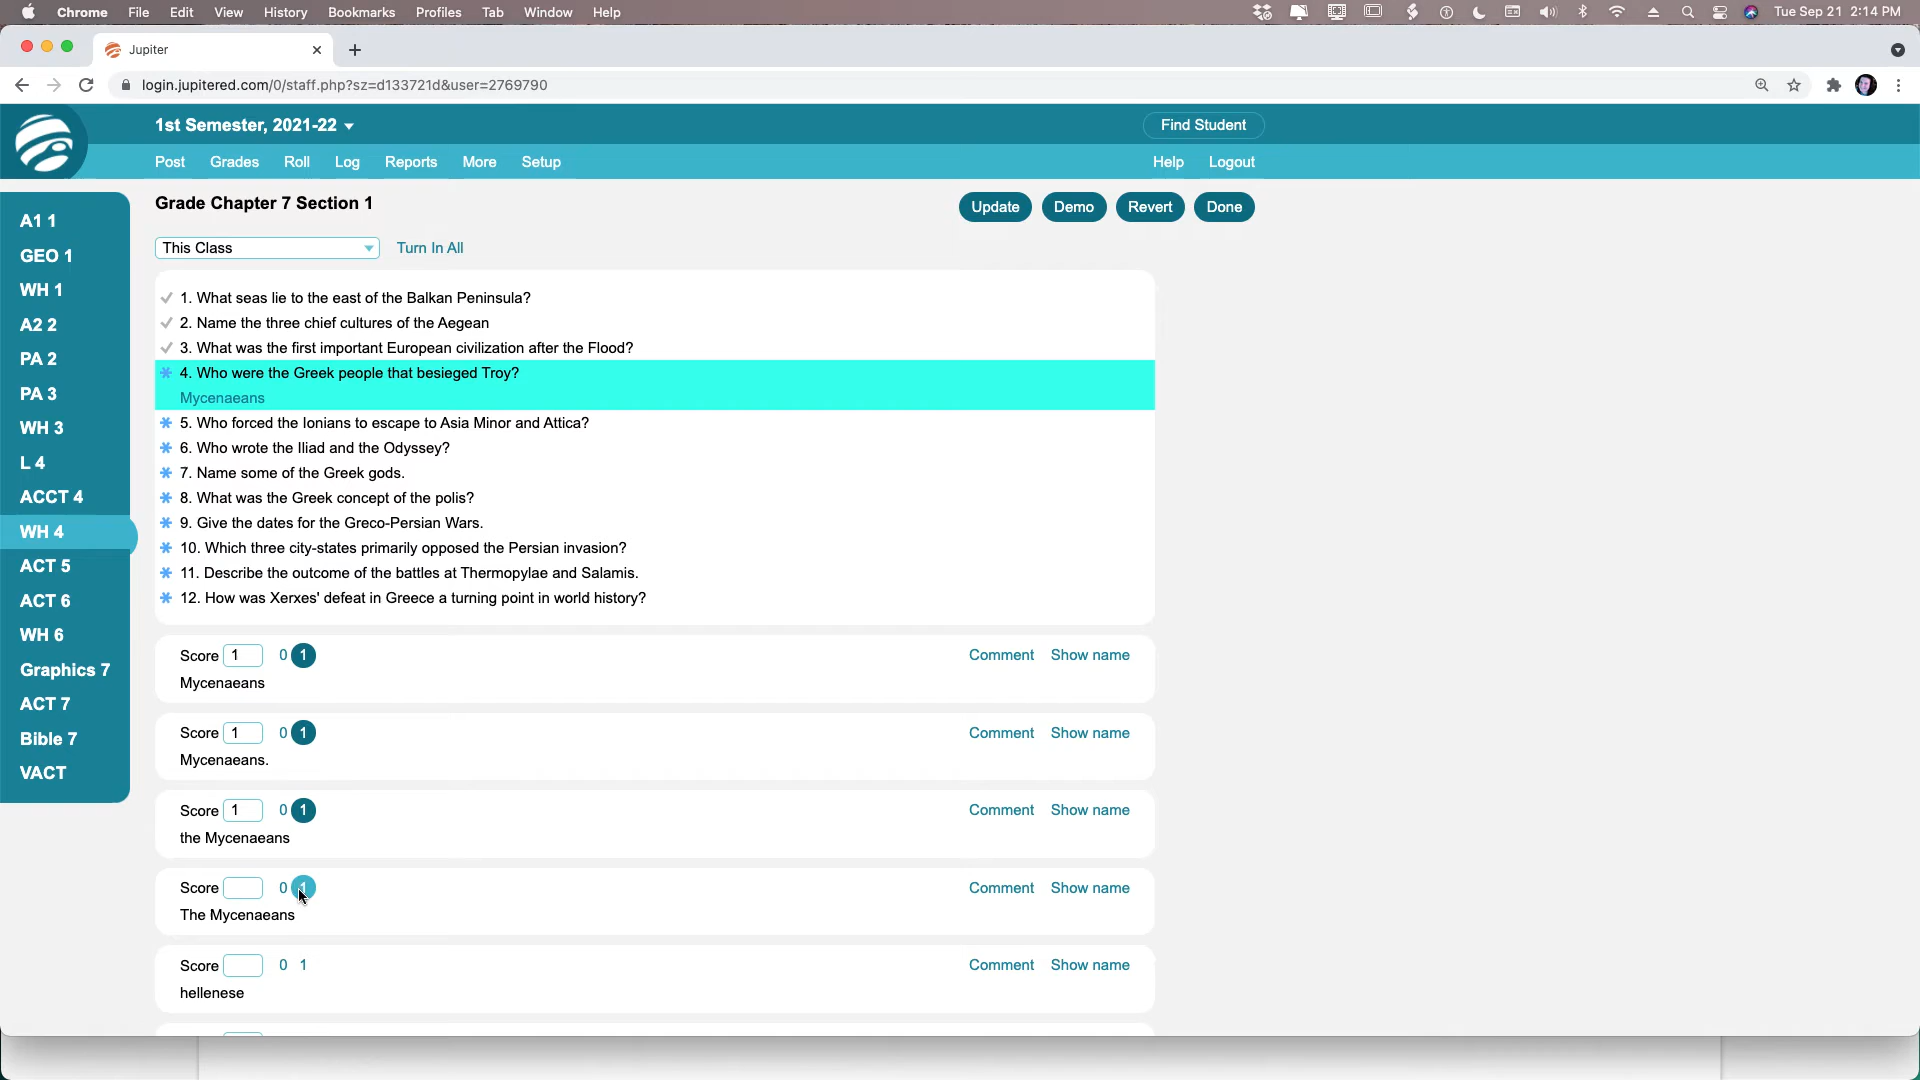 Chrome File Edit View History Bookmarks Profiles Tab Window Help Tue Sep 21 2:14 PM
Jupiter
login.jupitered.com/0/staff.php?sz=d133721d&user=2769790
1st Semester, 2021-22 Find Student
Post Grades Roll Log Reports More Setup Help Logout
A1 1
GEO 1
WH 1
A2 2
PA 2
PA 3
WH 3
L 4
ACCT 4
WH 4
ACT 5
ACT 6
WH 6
Graphics 7
ACT 7
Bible 7
VACT
Grade Chapter 7 Section 1 Update Demo Revert Done
This Class Turn In All
1. What seas lie to the east of the Balkan Peninsula?
2. Name the three chief cultures of the Aegean
3. What was the first important European civilization after the Flood?
4. Who were the Greek people that besieged Troy?
Mycenaeans
5. Who forced the Ionians to escape to Asia Minor and Attica?
6. Who wrote the Iliad and the Odyssey?
7. Name some of the Greek gods.
8. What was the Greek concept of the polis?
9. Give the dates for the Greco-Persian Wars.
10. Which three city-states primarily opposed the Persian invasion?
11. Describe the outcome of the battles at Thermopylae and Salamis.
12. How was Xerxes' defeat in Greece a turning point in world history?
Score 1 0 1 Comment Show name
Mycenaeans
Score 1 0 1 Comment Show name
Mycenaeans.
Score 1 0 1 Comment Show name
the Mycenaeans
Score 0 1 Comment Show name
The Mycenaeans
Score 0 1 Comment Show name
hellenese